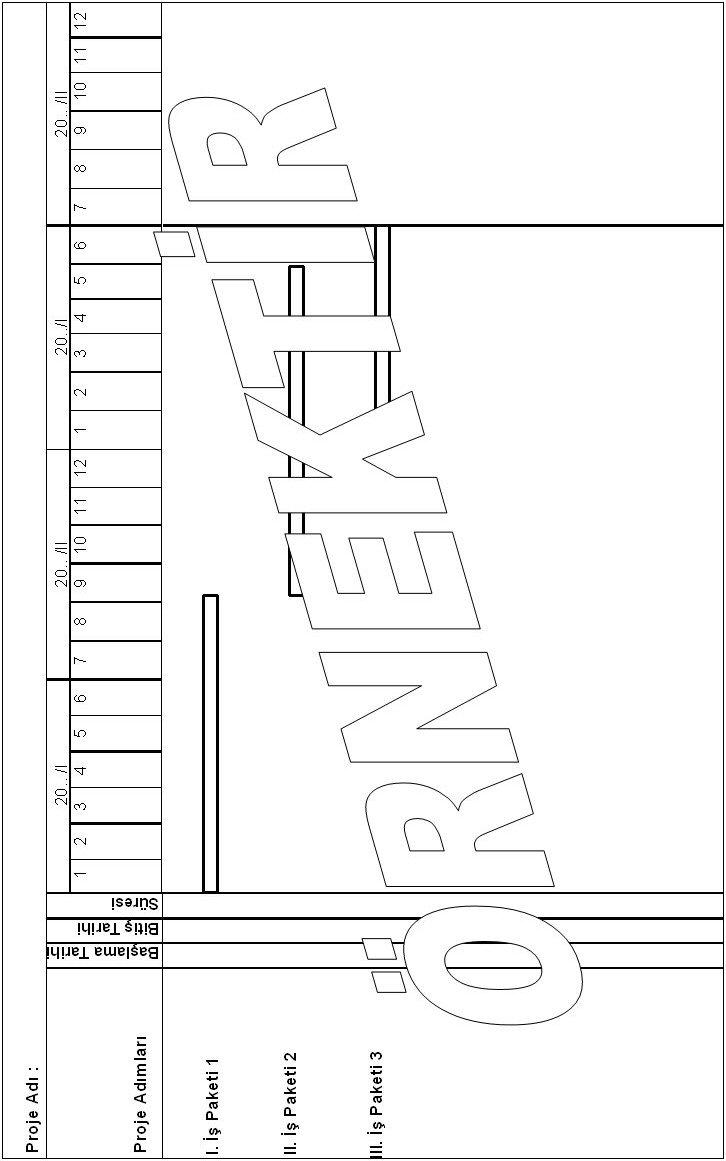 Proje Adı :
20../I 20../II 20../I 20../II
Proje Adımları Başlama Tarihi Bitiş Tarihi Süresi 1 2 3 4 5 6 7 8 9 10 11 12 1 2 3 4 5 6 7 8 9 10 11 12
I. İş Paketi 1
II. İş Paketi 2
III. İş Paketi 3
ÖRNEKTİR